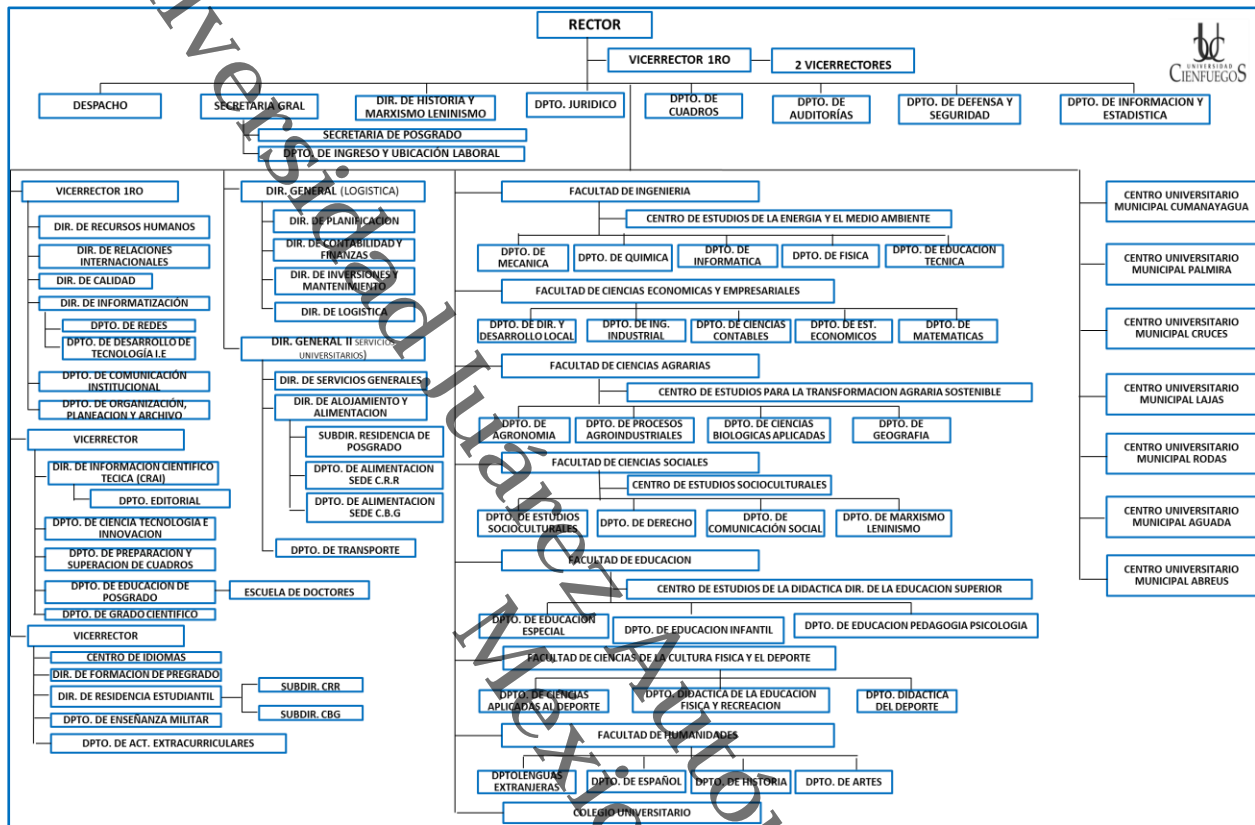 RECTOR
VICERRECTOR 1RO
2 VICERRECTORES
UNIVERSIDAD
CIENFUEGOS
DESPACHO
SECRETARIA GRAL
DIR. DE HISTORIA Y
MARXISMO LENINISMO
DPTO. JURIDICO
DPTO. DE
CUADROS
DPTO. DE
AUDITORÍAS
DPTO. DE DEFENSA Y
SEGURIDAD
DPTO. DE INFORMACION Y
ESTADISTICA
SECRETARIA DE POSGRADO
DPTO. DE INGRESO Y UBICACIÓN LABORAL
VICERRECTOR 1RO
DIR. DE RECURSOS HUMANOS
DIR. DE RELACIONES
INTERNACIONALES
DIR. DE CALIDAD
DIR. DE INFORMATIZACIÓN
DPTO. DE REDES
DPTO. DE DESARROLLO DE
TECNOLOGÍA I.E
DPTO. DE COMUNICACIÓN
INSTITUCIONAL
DPTO. DE ORGANIZACIÓN,
PLANEACION Y ARCHIVO
VICERRECTOR
DIR. DE INFORMACION CIENTIFICO
TECICA (CRAI)
DPTO. EDITORIAL
DPTO. DE CIENCIA TECNOLOGIA E
INNOVACION
DPTO. DE PREPARACION Y
SUPERACION DE CUADROS
DPTO. DE EDUCACION DE
POSGRADO
ESCUELA DE DOCTORES
DPTO. DE GRADO CIENTIFICO
VICERRECTOR
CENTRO DE IDIOMAS
DIR. DE FORMACION DE PREGRADO
DIR. DE RESIDENCIA ESTUDIANTIL
SUBDIR. CRR
SUBDIR. CBG
DPTO. DE ENSEÑANZA MILITAR
DPTO. DE ACT. EXTRACURRICULARES
DIR. GENERAL (LOGISTICA)
DIR. DE PLANIFICACION
DIR. DE CONTABILIDAD Y
FINANZAS
DIR. DE INVERSIONES Y
MANTENIMIENTO
DIR. DE LOGISTICA
DIR. GENERAL II SERVICIOS
UNIVERSITARIOS)
DIR. DE SERVICIOS GENERALES
DIR. DE ALOJAMIENTO Y
ALIMENTACION
SUBDIR. RESIDENCIA DE
POSGRADO
DPTO. DE ALIMENTACION
SEDE C.R.R
DPTO. DE ALIMENTACION
SEDE C.B.G
DPTO. DE TRANSPORTE
FACULTAD DE INGENIERIA
CENTRO DE ESTUDIOS DE LA ENERGIA Y EL MEDIO AMBIENTE
DPTO. DE
MECANICA
DPTO. DE QUIMICA
DPTO. DE
INFORMATICA
DPTO. DE FISICA
DPTO. DE EDUCACION
TECNICA
FACULTAD DE CIENCIAS ECONOMICAS Y EMPRESARIALES
DPTO. DE DIR. Y
DESARROLLO LOCAL
DPTO. DE ING.
INDUSTRIAL
DPTO. DE CIENCIAS
CONTABLES
DPTO. DE EST.
ECONOMICOS
DPTO. DE
MATEMATICAS
FACULTAD DE CIENCIAS AGRARIAS
CENTRO DE ESTUDIOS PARA LA TRANSFORMACION AGRARIA SOSTENIBLE
DPTO. DE
AGRONOMIA
DPTO. DE PROCESOS
AGROINDUSTRIALES
DPTO. DE CIENCIAS
BIOLOGICAS APLICADAS
DPTO. DE
GEOGRAFIA
FACULTAD DE CIENCIAS SOCIALES
CENTRO DE ESTUDIOS SOCIOCULTURALES
DPTO. DE ESTUDIOS
SOCIOCULTURALES
DPTO. DE DERECHO
DPTO. DE
COMUNICACIÓN SOCIAL
DPTO. DE MARXISMO
LENINISMO
FACULTAD DE EDUCACION
CENTRO DE ESTUDIOS DE LA DIDACTICA DIR. DE LA EDUCACION SUPERIOR
DPTO. DE EDUCACION
ESPECIAL
DPTO. DE EDUCACION INFANTIL
DPTO. DE EDUCACION PEDAGOGIA PSICOLOGIA
FACULTAD DE CIENCIAS DE LA CULTURA FISICA Y EL DEPORTE
DPTO. DE CIENCIAS
APLICADAS AL DEPORTE
DPTO. DIDACTICA DE LA EDUCACION
FISICA Y RECREACION
DPTO. DIDACTICA
DEL DEPORTE
FACULTAD DE HUMANIDADES
DPTOLENGUAS
EXTRANJERAS
DPTO. DE ESPAÑOL
DPTO. DE HISTORIA
DPTO. DE ARTES
COLEGIO UNIVERSITARIO
CENTRO UNIVERSITARIO
MUNICIPAL CUMANAYAGUA
CENTRO UNIVERSITARIO
MUNICIPAL PALMIRA
CENTRO UNIVERSITARIO
MUNICIPAL CRUCES
CENTRO UNIVERSITARIO
MUNICIPAL LAJAS
CENTRO UNIVERSITARIO
MUNICIPAL RODAS
CENTRO UNIVERSITARIO
MUNICIPAL AGUADA
CENTRO UNIVERSITARIO
MUNICIPAL ABREUS
Juárez